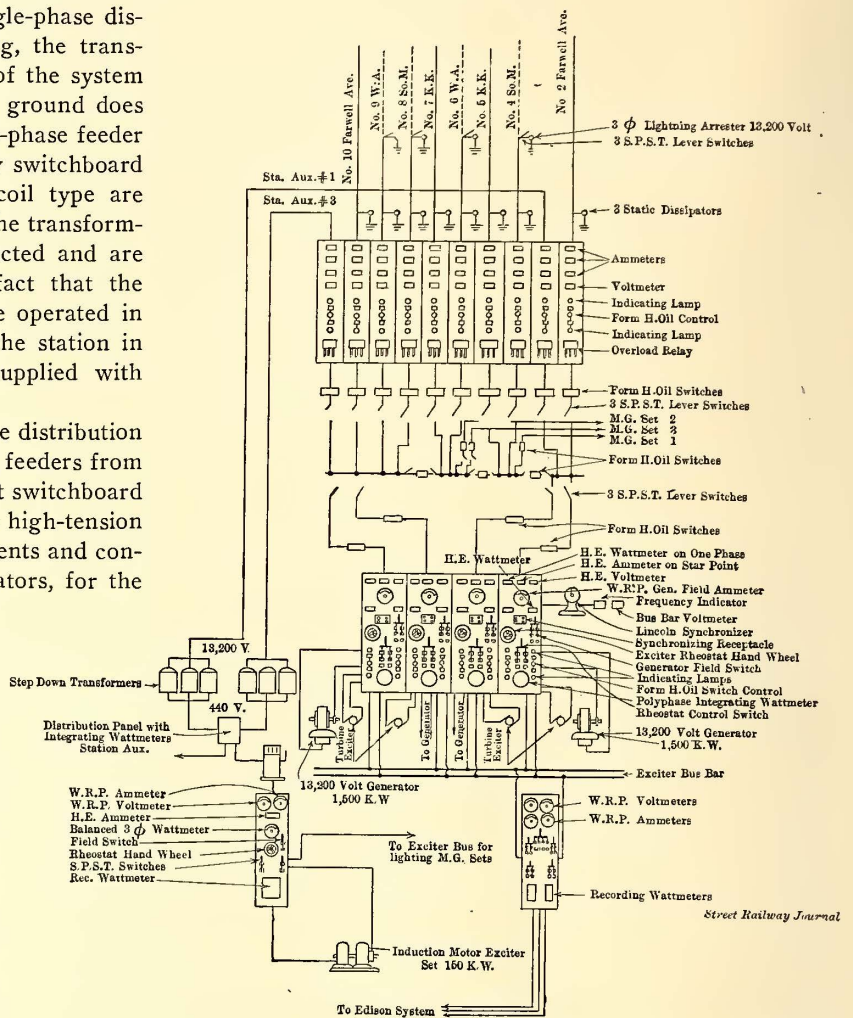 gle-phase dis-
g, the trans-
of the system
ground does
-phase feeder
switchboard
coil type are
he transform-
cted and are
fact that the
e operated in
he station in
upplied with
e distribution
feeders from
t switchboard
high-tension
ents and con-
ators, for the
No. 10 Farwell Ave.
No. 9 W.A.
No. 8 So.M.
No. 7 K.K.
No. 6 W.A.
No. 5 K.K.
No. 4 So.M.
No 2 Farwell Ave.
3 ϕ Lightning Arrester 13,200 Volt
3 S.P.S.T. Lever Switches
Sta. Aux.#1
Sta. Aux.#3
3 Static Dissipators
Ammeters
Voltmeter
Indicating Lamp
Form H.Oil Control
Indicating Lamp
Overload Relay
Form H.Oil Switches
3 S.P.S.T. Lever Switches
M.G. Set 2
M.G. Set 3
M.G. Set 1
Form H.Oil Switches
3 S.P.S.T. Lever Switches
Form H.Oil Switches
H.E. Wattmeter
H.E. Wattmeter on One Phase
H.E. Ammeter on Star Point
H.E. Voltmeter
W.R.P. Gen. Field Ammeter
Frequency Indicator
Bus Bar Voltmeter
Lincoln Synchronizer
Synchronizing Receptacle
Exciter Rheostat Hand Wheel
Generator Field Switch
Indicating Lamps
Form H.Oil Switch Control
Polyphase Integrating Wattmeter
Rheostat Control Switch
13,200 Volt Generator
1,500 K.W.
13,200 V.
Step Down Transformers
440 V.
Distribution Panel with
Integrating Wattmeters
Station Aux.
Turbine
Exciter
To Generator
To Generator
Turbine
Exciter
13,200 Volt Generator
1,500 K.W
Exciter Bus Bar
W.R.P. Ammeter
W.R.P. Voltmeter
H.E. Ammeter
Balanced 3 ϕ Wattmeter
Field Switch
Rheostat Hand Wheel
S.P.S.T. Switches
Rec. Wattmeter
To Exciter Bus for
lighting M.G. Sets
W.R.P. Voltmeters
W.R.P. Ammeters
Recording Wattmeters
Street Railway Journal
Induction Motor Exciter
Set 150 K.W.
To Edison System